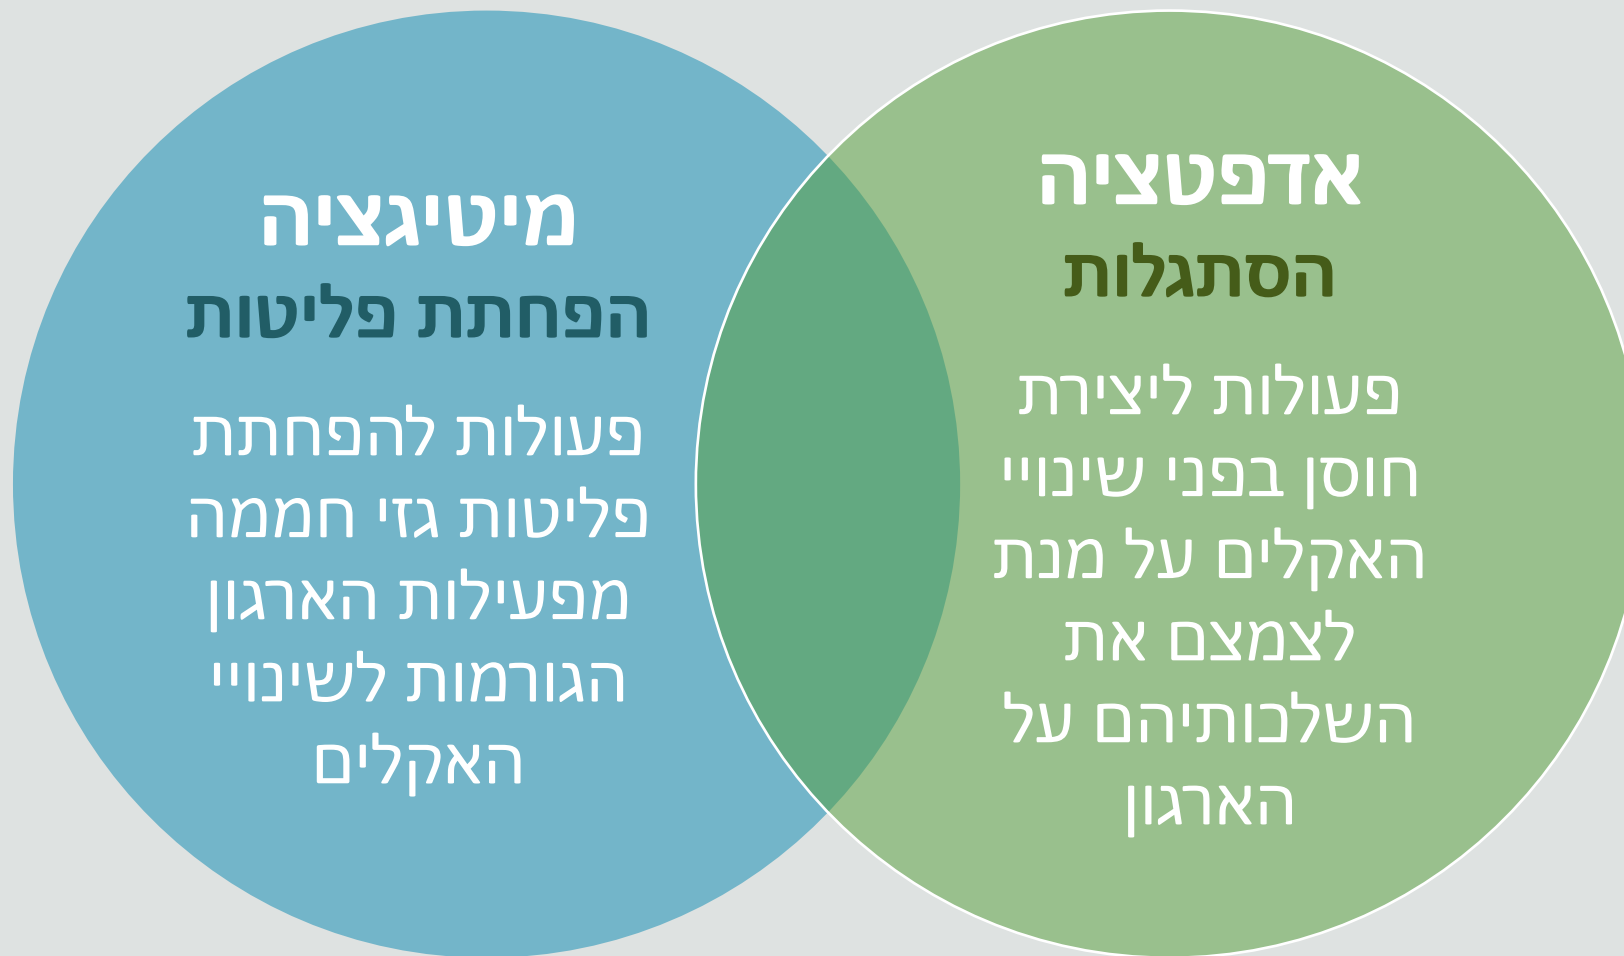 אדפטציה
הסתגלות
פעולות ליצירת
חוסן בפני שינויי
האקלים על מנת
לצמצם את
השלכותיהם על
הארגון
מיטיגציה
הפחתת פליטות
פעולות להפחתת
פליטות גזי חממה
מפעילות הארגון
הגורמות לשינויי
האקלים